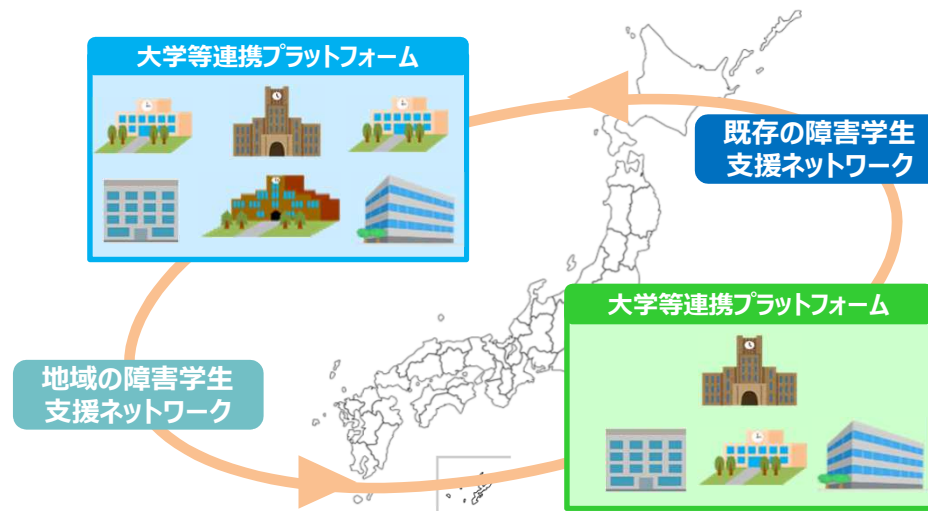 大学等連携プラットフォーム
既存の障害学生
支援ネットワーク
大学等連携プラットフォーム
地域の障害学生
支援ネットワーク